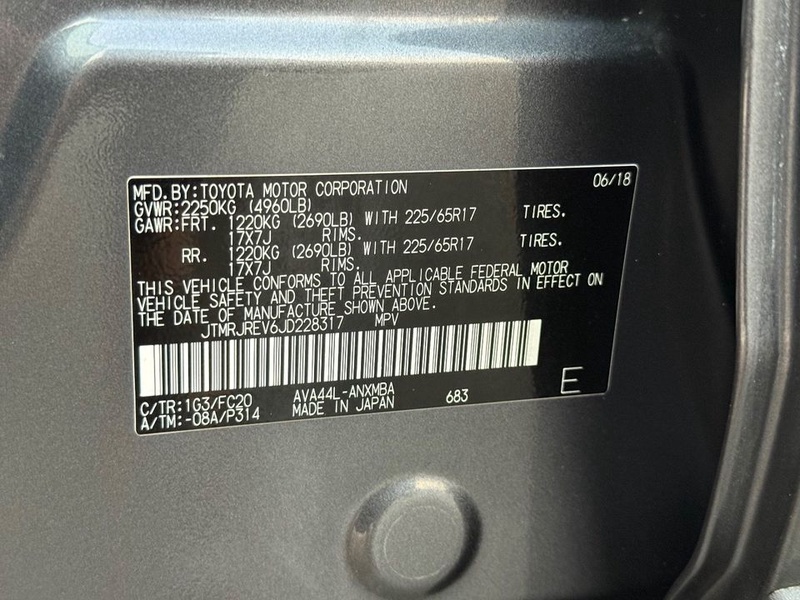 MFD.BY:TOYOTA MOTOR CORPORATION 06/18
GVWR:2250KG (4960LB)
GAWR:FRT. 1220KG (2690LB) WITH 225/65R17 TIRES.
17X7J RIMS.
RR. 1220KG (2690LB) WITH 225/65R17 TIRES.
17X7J RIMS.
THIS VEHICLE CONFORMS TO ALL APPLICABLE FEDERAL MOTOR
VEHICLE SAFETY AND THEFT PREVENTION STANDARDS IN EFFECT ON
THE DATE OF MANUFACTURE SHOWN ABOVE.
JTMRJREV6JD228317 MPV
C/TR:1G3/FC20 AVA44L-ANXMBA 683 E
A/TM:-08A/P314 MADE IN JAPAN